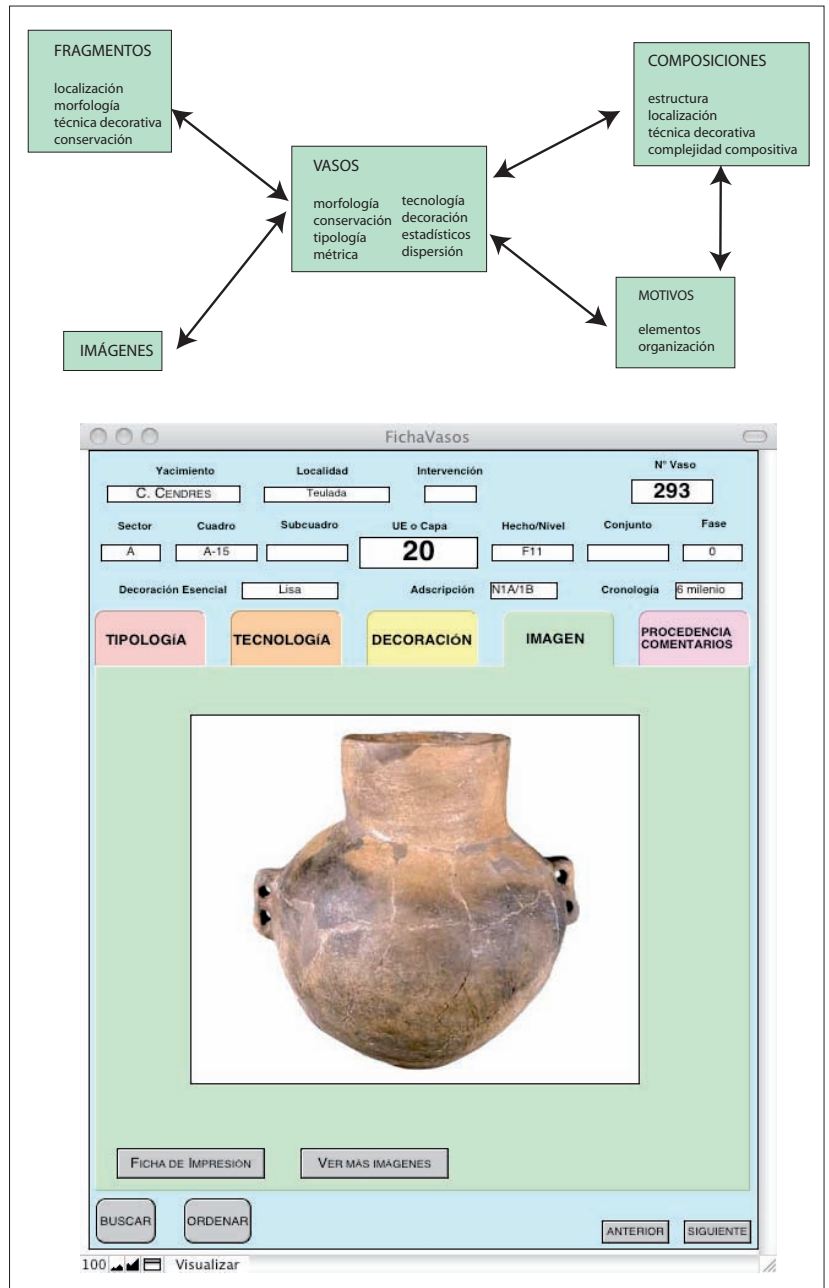 FRAGMENTOS
localización
morfología
técnica decorativa
conservación
COMPOSICIONES
estructura
localización
técnica decorativa
complejidad compositiva
VASOS
morfología
conservación
tipología
métrica
tecnología
decoración
estadísticos
dispersión
MOTIVOS
elementos
organización
IMÁGENES
FichaVasos
Yacimiento Localidad Intervención Nº Vaso
C. CENDRES Teulada 293
Sector Cuadro Subcuadro UE o Capa Hecho/Nivel Conjunto Fase
A A-15 20 F11 0
Decoración Esencial Lisa Adscripción N1A/1B Cronología 6 milenio
TIPOLOGÍA TECNOLOGÍA DECORACIÓN IMAGEN PROCEDENCIA
COMENTARIOS
FICHA DE IMPRESIÓN VER MÁS IMÁGENES
BUSCAR ORDENAR
ANTERIOR SIGUIENTE
100 Visualizar